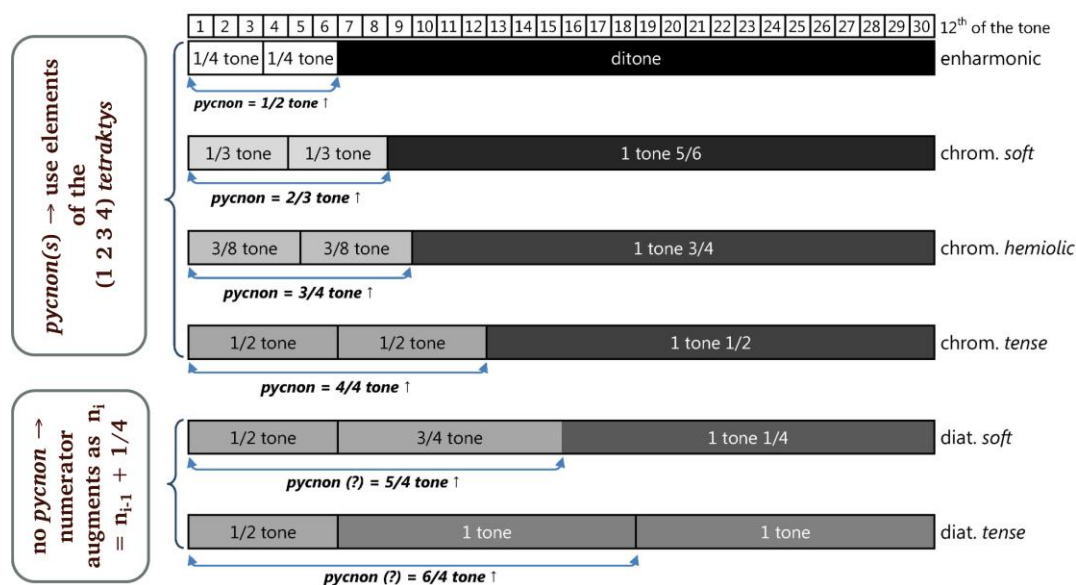 1 2 3 4 5 6 7 8 9 10 11 12 13 14 15 16 17 18 19 20 21 22 23 24 25 26 27 28 29 30 12th of the tone
1/4 tone 1/4 tone ditone enharmonic
pycnon = 1/2 tone ↑
1/3 tone 1/3 tone 1 tone 5/6 chrom. soft
pycnon = 2/3 tone ↑
3/8 tone 3/8 tone 1 tone 3/4 chrom. hemiolic
pycnon = 3/4 tone ↑
1/2 tone 1/2 tone 1 tone 1/2 chrom. tense
pycnon = 4/4 tone ↑
1/2 tone 3/4 tone 1 tone 1/4 diat. soft
pycnon (?) = 5/4 tone ↑
1/2 tone 1 tone 1 tone diat. tense
pycnon (?) = 6/4 tone ↑
pycnon(s) → use elements
of the
(1 2 3 4) tetraktys
no pycnon →
numerator
augments as ni
= ni-1 + 1/4